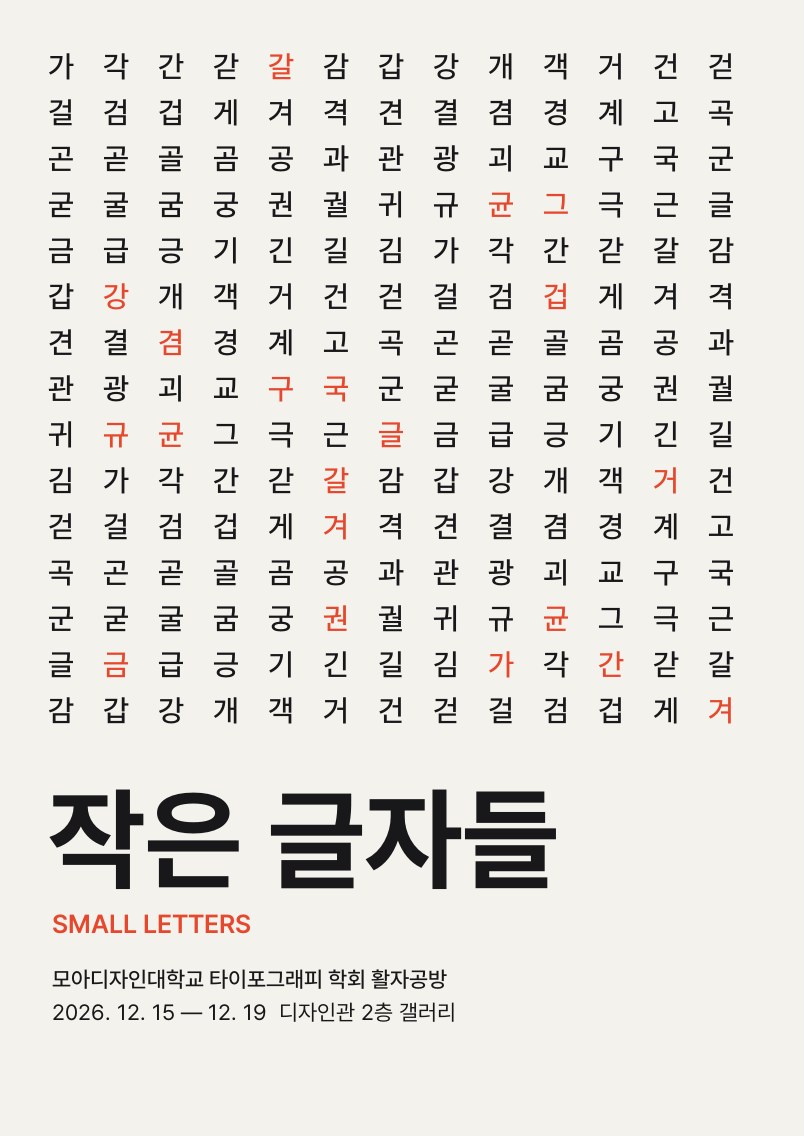 가 각 간 갇 갈 감 갑 강 개 객 거 건 걷
걸 검 겁 게 겨 격 견 결 겸 경 계 고 곡
곤 곧 골 곰 공 과 관 광 괴 교 구 국 군
굳 굴 굼 궁 권 궐 귀 규 균 그 극 근 글
금 급 긍 기 긴 길 김 가 각 간 갇 갈 감
갑 강 개 객 거 건 걷 걸 검 겁 게 겨 격
견 결 겸 경 계 고 곡 곤 곧 골 곰 공 과
관 광 괴 교 구 국 군 굳 굴 굼 궁 권 궐
귀 규 균 그 극 근 글 금 급 긍 기 긴 길
김 가 각 간 갇 갈 감 갑 강 개 객 거 건
걷 걸 검 겁 게 겨 격 견 결 겸 경 계 고
곡 곤 곧 골 곰 공 과 관 광 괴 교 구 국
군 굳 굴 굼 궁 권 궐 귀 규 균 그 극 근
글 금 급 긍 기 긴 길 김 가 각 간 갇 갈
감 갑 강 개 객 거 건 걷 걸 검 겁 게 겨
작은 글자들
SMALL LETTERS
모아디자인대학교 타이포그래피 학회 활자공방
2026. 12. 15 — 12. 19 디자인관 2층 갤러리